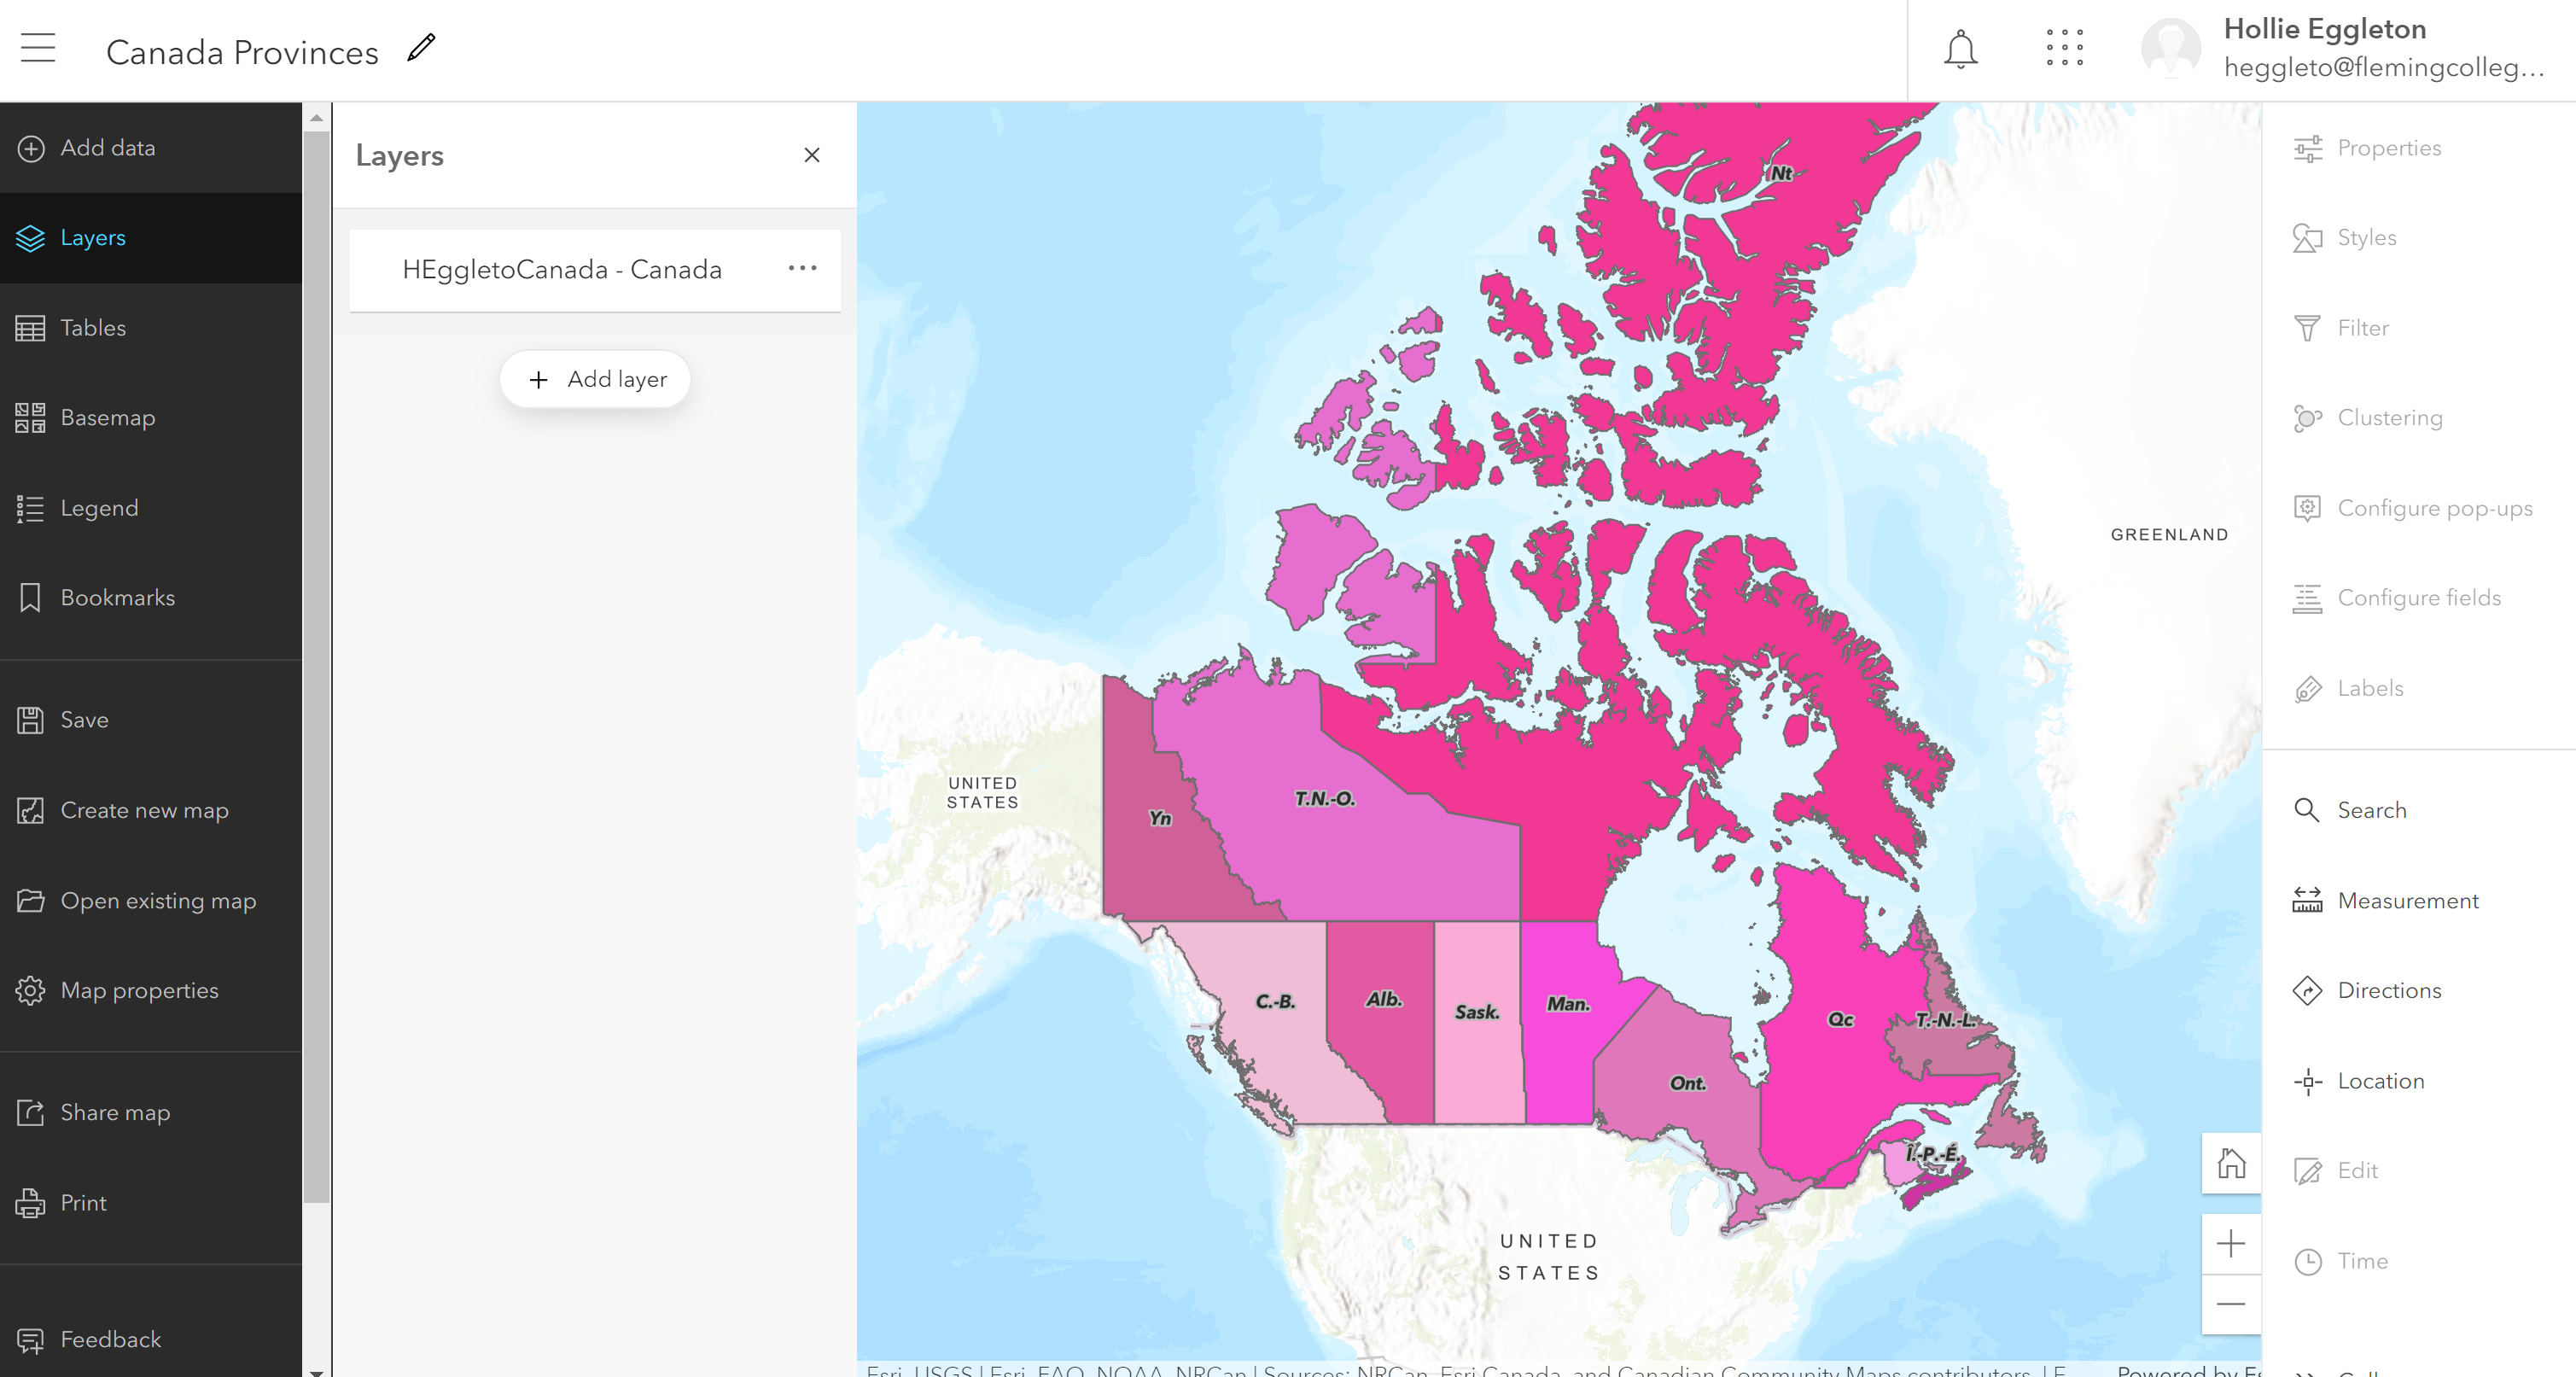 Canada Provinces
Hollie Eggleton
heggleto@flemingcolleg...
Add data
Layers
Tables
Basemap
Legend
Bookmarks
Save
Create new map
Open existing map
Map properties
Share map
Print
Feedback
Layers
HEggletoCanada - Canada
Add layer
Nt
GREENLAND
UNITED
STATES
Yn
T.N.-O.
C.-B.
Alb.
Sask.
Man.
Ont.
Qc
T.-N.-L.
Î.-P.-É.
UNITED
STATES
Esri, USGS | Esri, FAO, NOAA, NRCan | Sources: NRCan, Esri Canada, and Canadian Community Maps contributors. | E
Powered by Es
Properties
Styles
Filter
Clustering
Configure pop-ups
Configure fields
Labels
Search
Measurement
Directions
Location
Edit
Time